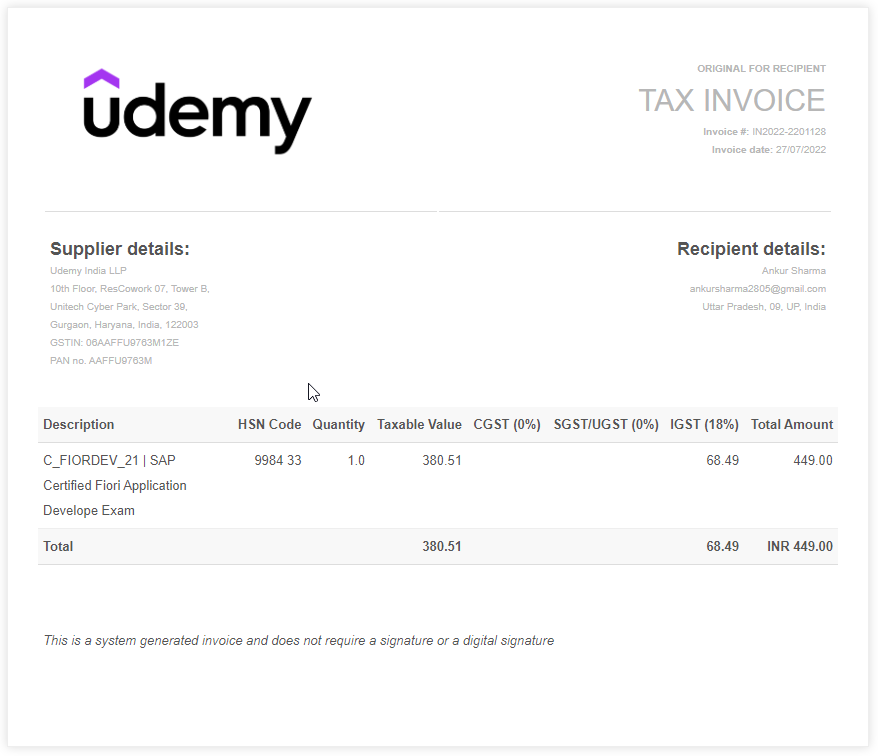 udemy
ORIGINAL FOR RECIPIENT
TAX INVOICE
Invoice #: IN2022-2201128
Invoice date: 27/07/2022
Supplier details:
Udemy India LLP
10th Floor, ResCowork 07, Tower B,
Unitech Cyber Park, Sector 39,
Gurgaon, Haryana, India, 122003
GSTIN: 06AAFFU9763M1ZE
PAN no. AAFFU9763M
Recipient details:
Ankur Sharma
ankursharma2805@gmail.com
Uttar Pradesh, 09, UP, India
Description HSN Code Quantity Taxable Value CGST (0%) SGST/UGST (0%) IGST (18%) Total Amount
C_FIORDEV_21 | SAP 9984 33 1.0 380.51 68.49 449.00
Certified Fiori Application
Develope Exam
Total 380.51 68.49 INR 449.00
This is a system generated invoice and does not require a signature or a digital signature